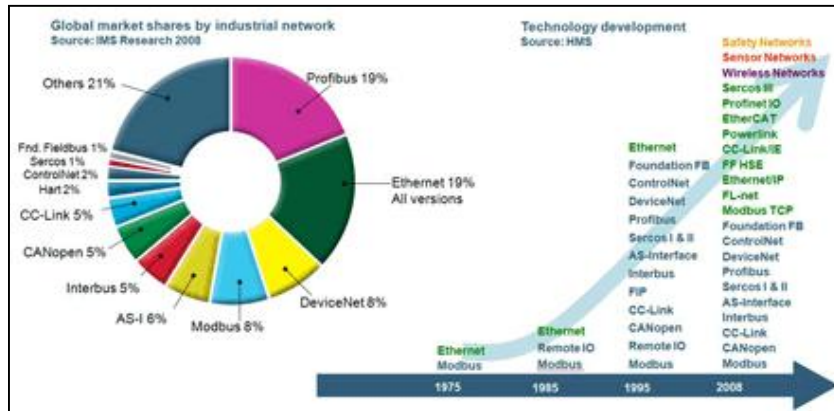 Global market shares by industrial network
Source: IMS Research 2008
Others 21%
Profibus 19%
Fnd. Fieldbus 1%
Sercos 1%
ControlNet 2%
Hart 2%
CC-Link 5%
CANopen 5%
Interbus 5%
AS-I 6%
Modbus 8%
DeviceNet 8%
Ethernet 19%
All versions
Technology development
Source: HMS
Ethernet
Modbus
1975
Ethernet
Remote IO
Modbus
1985
Ethernet
Foundation FB
ControlNet
DeviceNet
Profibus
Sercos I & II
AS-Interface
Interbus
FIP
CC-Link
CANopen
Remote IO
Modbus
1995
Safety Networks
Sensor Networks
Wireless Networks
Sercos III
Profinet IO
EtherCAT
Powerlink
CC-Link/IE
FF HSE
Ethernet/IP
FL-net
Modbus TCP
Foundation FB
ControlNet
DeviceNet
Profibus
Sercos I & II
AS-Interface
Interbus
CC-Link
CANopen
Modbus
2008